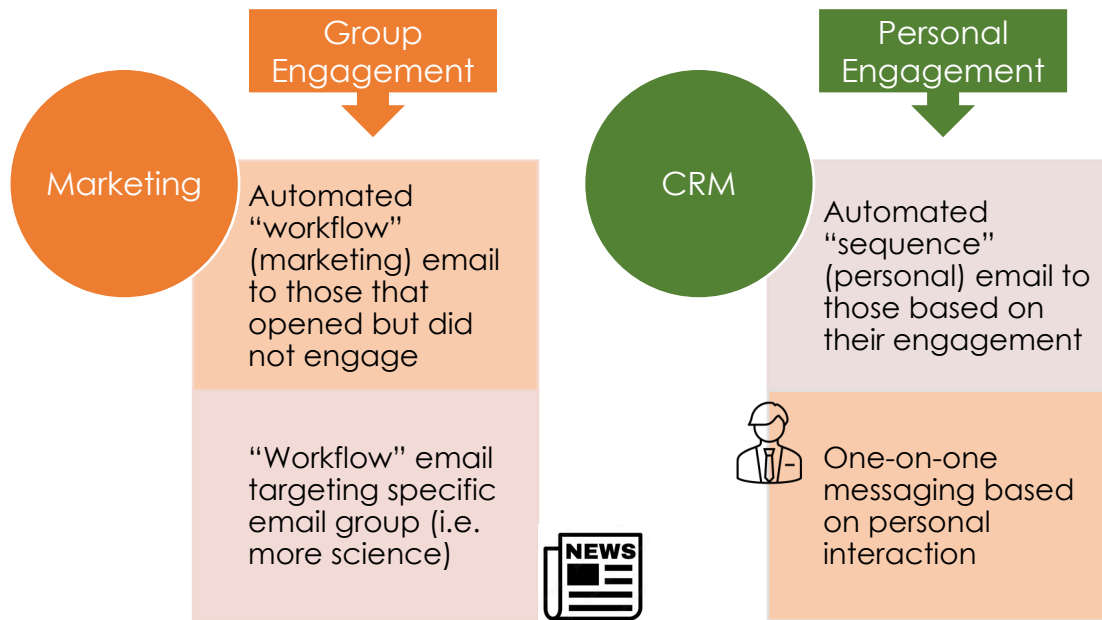 Group
Engagement
Marketing
Automated
“workflow”
(marketing) email
to those that
opened but did
not engage
“Workflow” email
targeting specific
email group (i.e.
more science)
NEWS
Personal
Engagement
CRM
Automated
“sequence”
(personal) email to
those based on
their engagement
One-on-one
messaging based
on personal
interaction